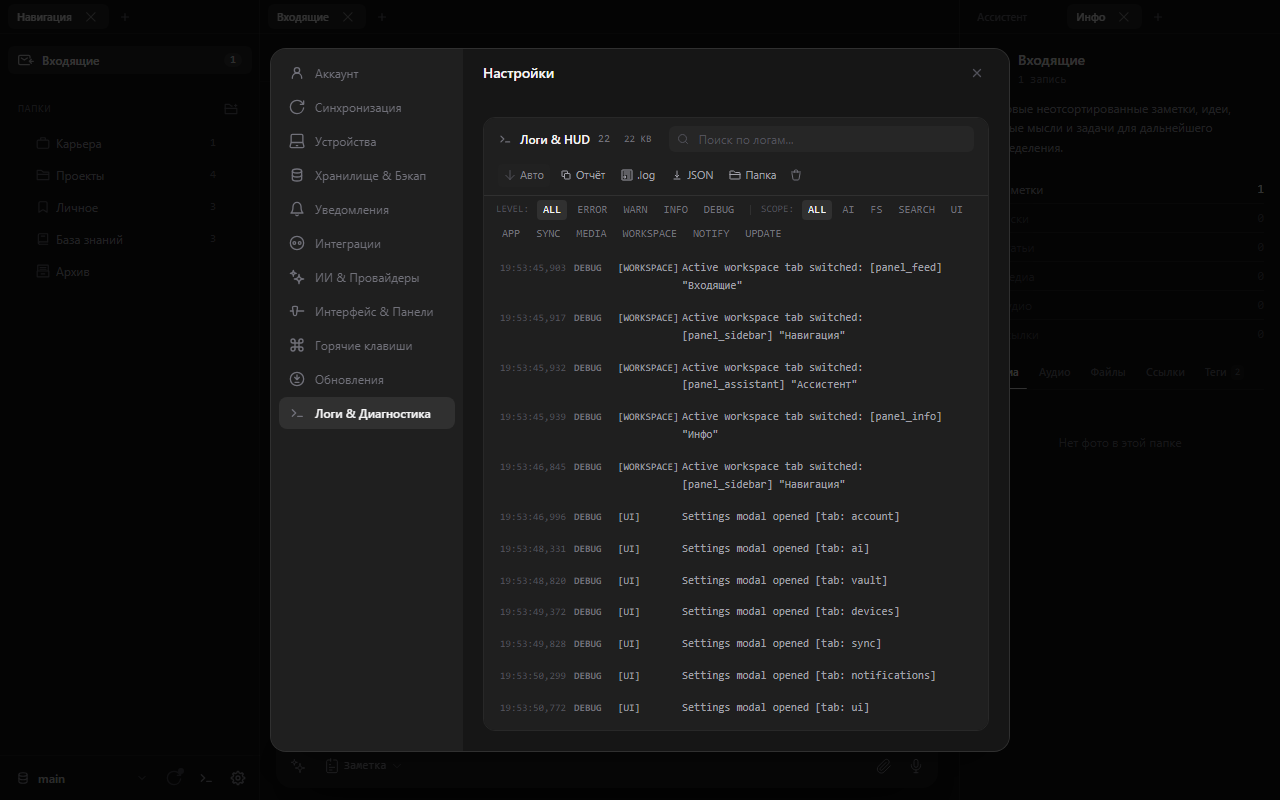 Навигация
Входящие
Ассистент
Инфо
Входящие
1
ПАПКИ
Карьера 1
Проекты 4
Личное 3
База знаний 3
Архив
main
Аккаунт
Синхронизация
Устройства
Хранилище & Бэкап
Уведомления
Интеграции
ИИ & Провайдеры
Интерфейс & Панели
Горячие клавиши
Обновления
Логи & Диагностика
Настройки
Логи & HUD 22 22 KB Поиск по логам...
Авто Отчёт .log JSON Папка
LEVEL: ALL ERROR WARN INFO DEBUG SCOPE: ALL AI FS SEARCH UI
APP SYNC MEDIA WORKSPACE NOTIFY UPDATE
19:53:45,903 DEBUG [WORKSPACE] Active workspace tab switched: [panel_feed]
"Входящие"
19:53:45,917 DEBUG [WORKSPACE] Active workspace tab switched:
[panel_sidebar] "Навигация"
19:53:45,932 DEBUG [WORKSPACE] Active workspace tab switched:
[panel_assistant] "Ассистент"
19:53:45,939 DEBUG [WORKSPACE] Active workspace tab switched: [panel_info]
"Инфо"
19:53:46,845 DEBUG [WORKSPACE] Active workspace tab switched:
[panel_sidebar] "Навигация"
19:53:46,996 DEBUG [UI] Settings modal opened [tab: account]
19:53:48,331 DEBUG [UI] Settings modal opened [tab: ai]
19:53:48,820 DEBUG [UI] Settings modal opened [tab: vault]
19:53:49,372 DEBUG [UI] Settings modal opened [tab: devices]
19:53:49,828 DEBUG [UI] Settings modal opened [tab: sync]
19:53:50,299 DEBUG [UI] Settings modal opened [tab: notifications]
19:53:50,772 DEBUG [UI] Settings modal opened [tab: ui]
Заметка
Входящие
1 запись
неотсортированные заметки, идеи,
мысли и задачи для дальнейшего
1
0
0
0
0
0
Аудио Файлы Ссылки Теги 2
Нет фото в этой папке